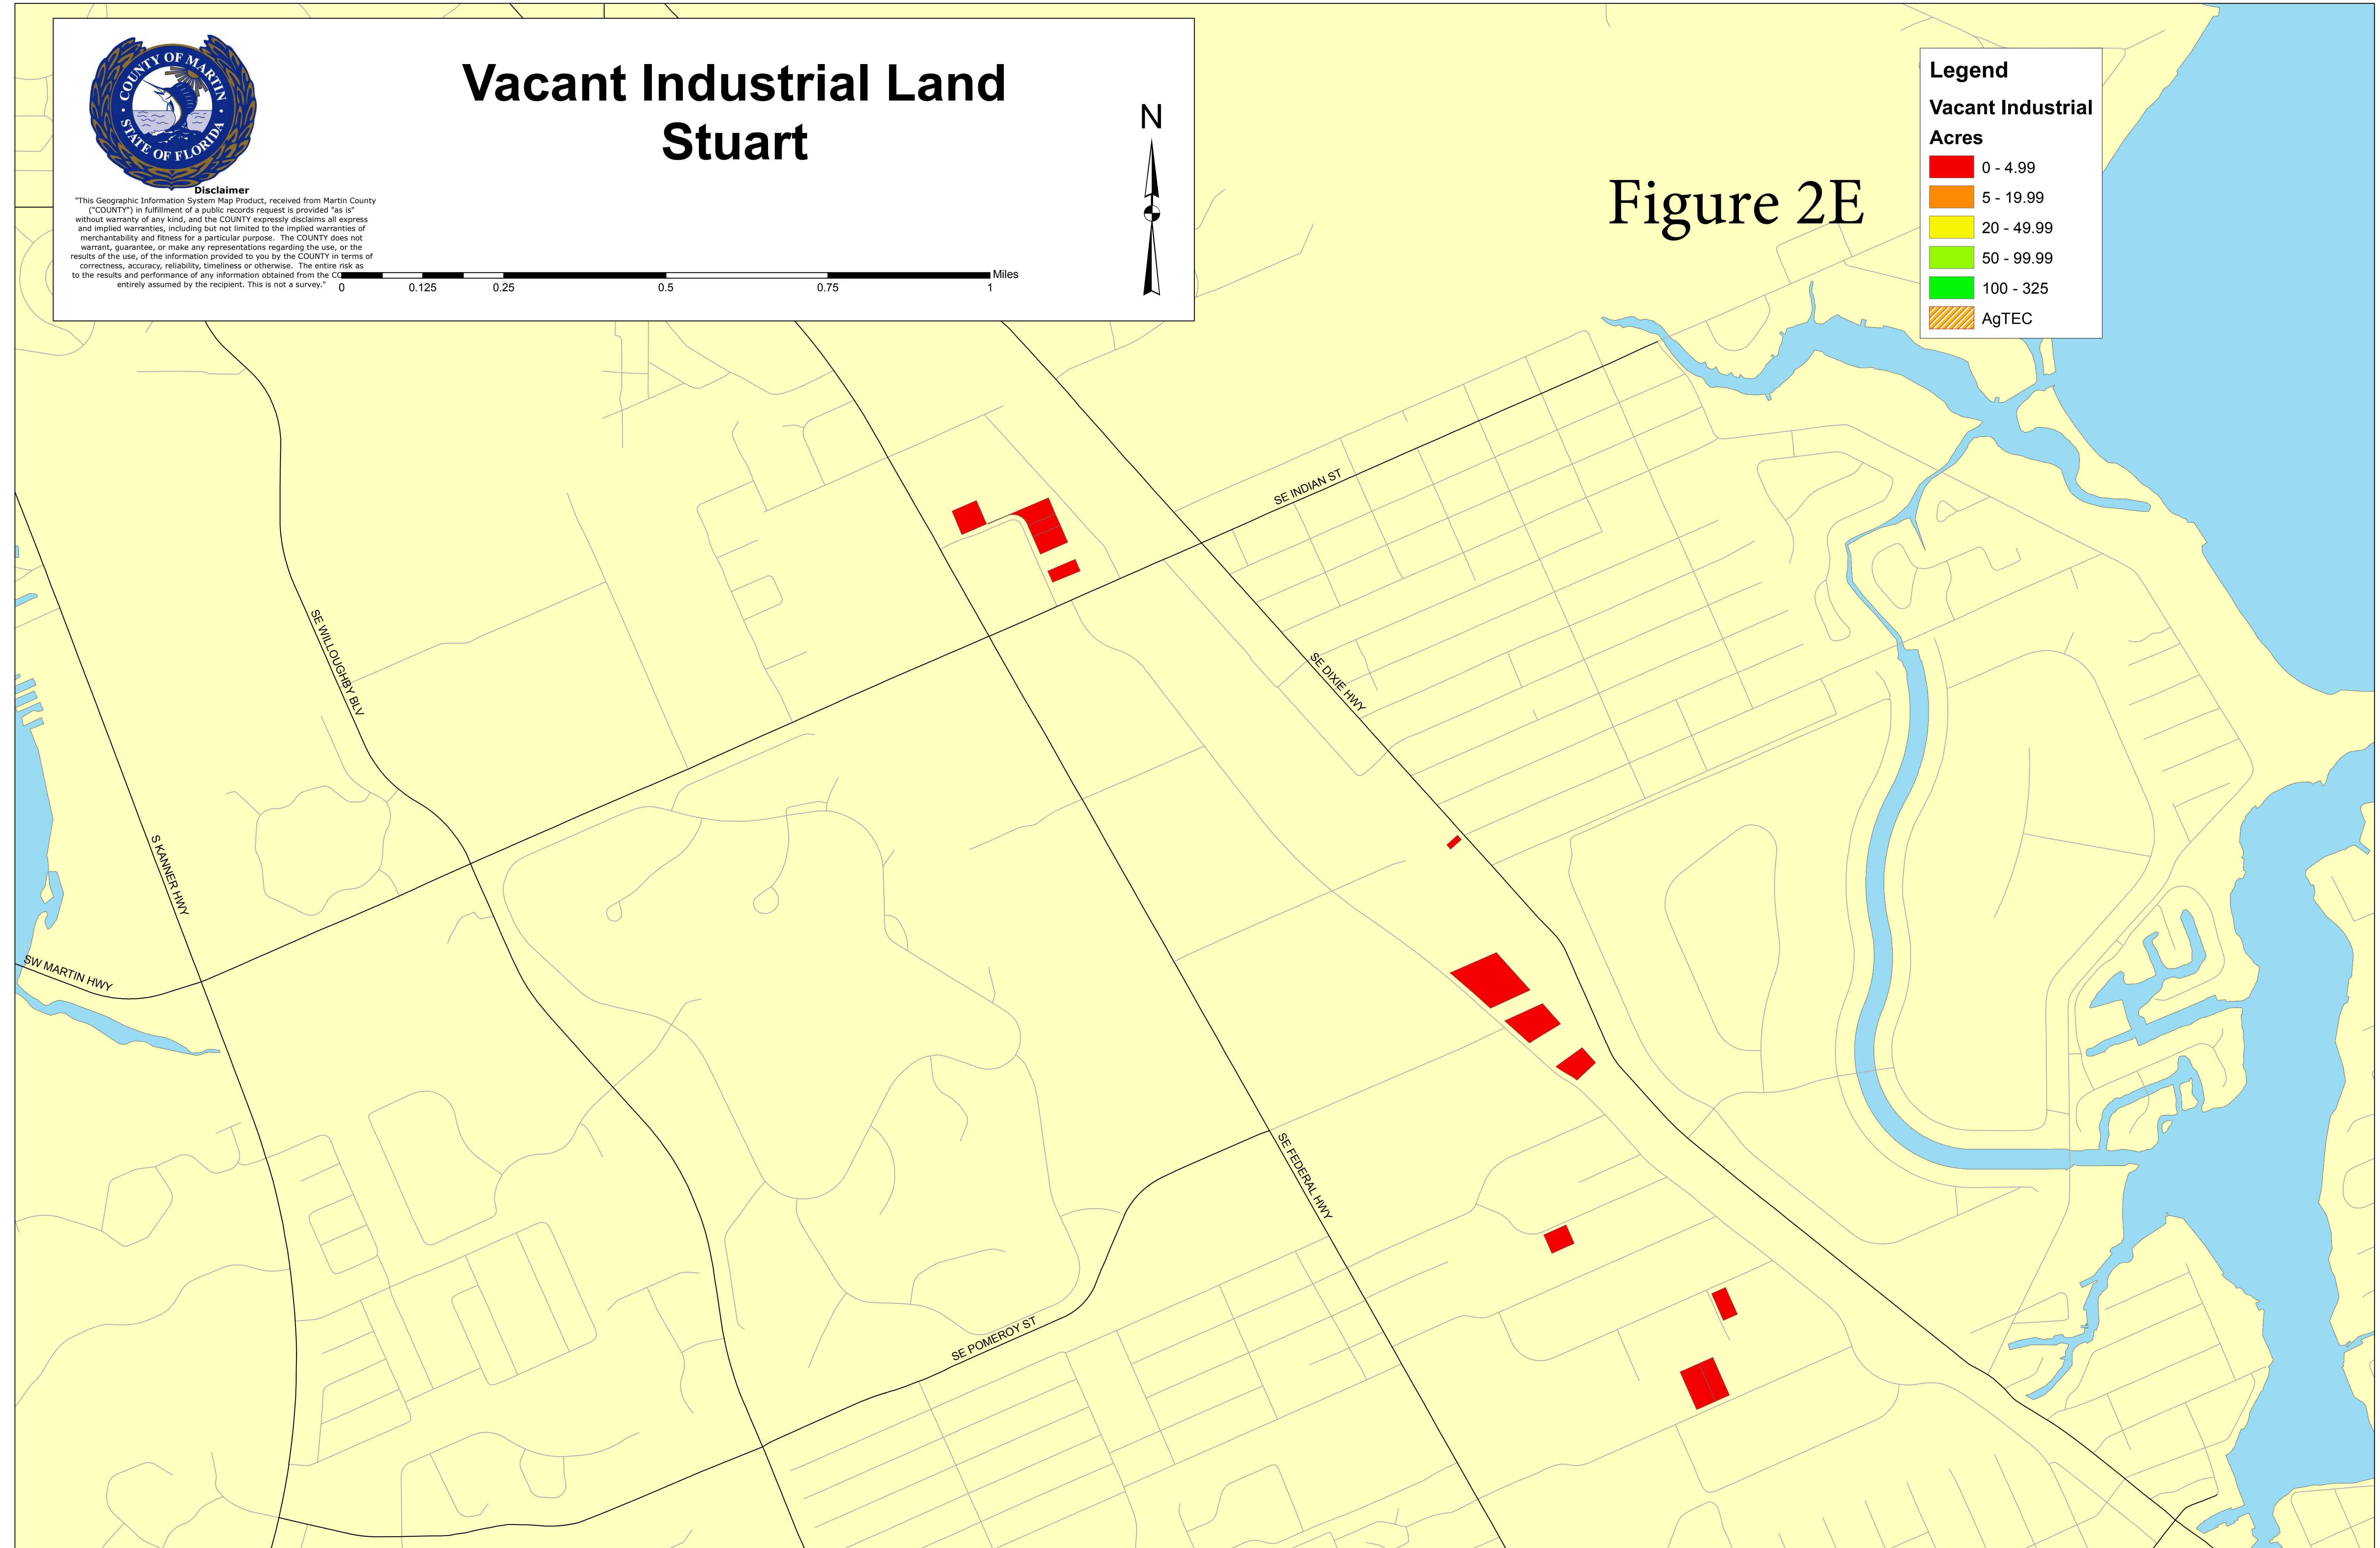 COUNTY OF MARTIN
STATE OF FLORIDA
Vacant Industrial Land
Stuart
N
Disclaimer
"This Geographic Information System Map Product, received from Martin County
("COUNTY") in fulfillment of a public records request is provided "as is"
without warranty of any kind, and the COUNTY expressly disclaims all express
and implied warranties, including but not limited to the implied warranties of
merchantability and fitness for a particular purpose. The COUNTY does not
warrant, guarantee, or make any representations regarding the use, or the
results of the use, of the information provided to you by the COUNTY in terms of
correctness, accuracy, reliability, timeliness or otherwise. The entire risk as
to the results and performance of any information obtained from the
entirely assumed by the recipient. This is not a survey."
Miles
0 0.125 0.25 0.5 0.75 1
Figure 2E
Legend
Vacant Industrial
Acres
0 - 4.99
5 - 19.99
20 - 49.99
50 - 99.99
100 - 325
AgTEC
SE INDIAN ST
SE WILLOUGHBY BLV
SE DIXIE HWY
S KANNER HWY
SW MARTIN HWY
SE FEDERAL HWY
SE POMEROY ST